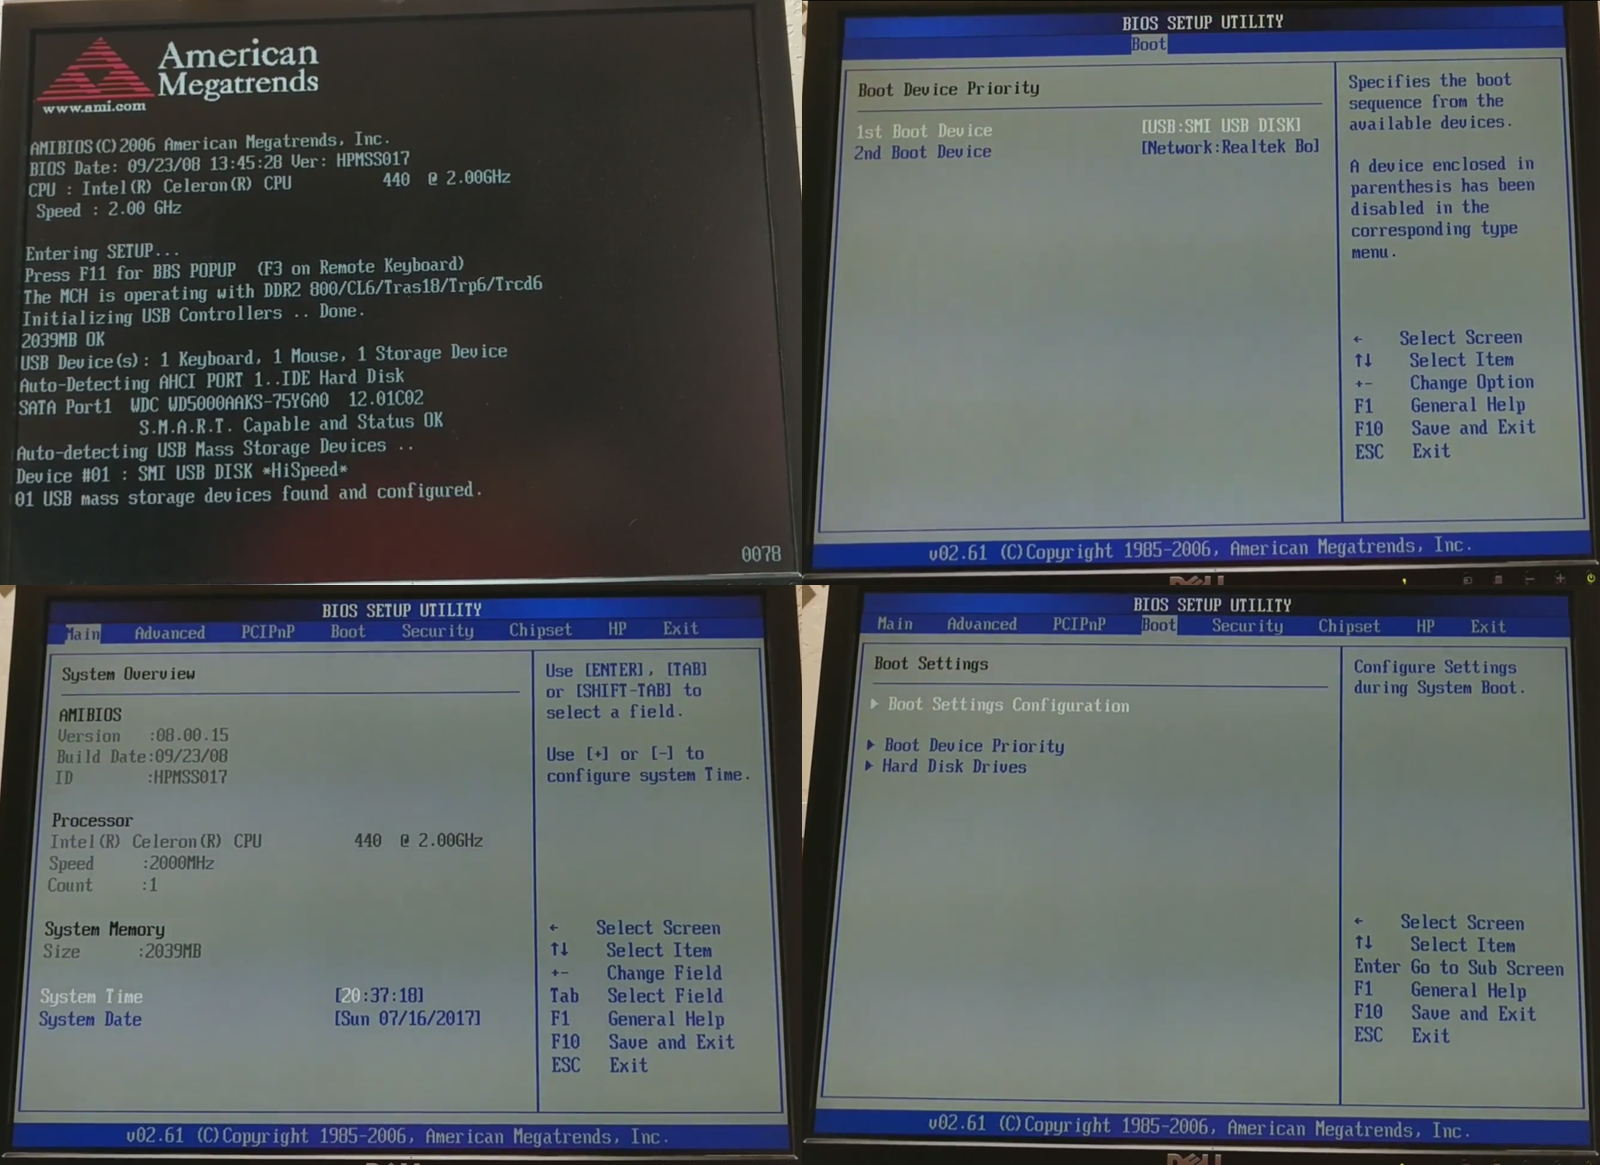 American
Megatrends
www.ami.com
AMIBIOS(C)2006 American Megatrends, Inc.
BIOS Date: 09/23/08 13:45:28 Ver: HPMSS017
CPU : Intel(R) Celeron(R) CPU 440 @ 2.00GHz
Speed : 2.00 GHz
Entering SETUP...
Press F11 for BBS POPUP (F3 on Remote Keyboard)
The MCH is operating with DDR2 800/CL6/Tras18/Trp6/Trcd6
Initializing USB Controllers .. Done.
2039MB OK
USB Device(s): 1 Keyboard, 1 Mouse, 1 Storage Device
Auto-Detecting AHCI PORT 1..IDE Hard Disk
SATA Port1 WDC WD5000AAKS-75YGA0 12.01C02
S.M.A.R.T. Capable and Status OK
Auto-detecting USB Mass Storage Devices ..
Device #01 : SMI USB DISK *HiSpeed*
01 USB mass storage devices found and configured.
0078
BIOS SETUP UTILITY
Boot
Boot Device Priority
1st Boot Device [USB:SMI USB DISK]
2nd Boot Device [Network:Realtek Bo]
Specifies the boot
sequence from the
available devices.
A device enclosed in
parenthesis has been
disabled in the
corresponding type
menu.
← Select Screen
↑↓ Select Item
+- Change Option
F1 General Help
F10 Save and Exit
ESC Exit
v02.61 (C)Copyright 1985-2006, American Megatrends, Inc.
DELL
BIOS SETUP UTILITY
Main Advanced PCIPnP Boot Security Chipset HP Exit
System Overview
AMIBIOS
Version :08.00.15
Build Date:09/23/08
ID :HPMSS017
Processor
Intel(R) Celeron(R) CPU 440 @ 2.00GHz
Speed :2000MHz
Count :1
System Memory
Size :2039MB
System Time [20:37:18]
System Date [Sun 07/16/2017]
Use [ENTER], [TAB]
or [SHIFT-TAB] to
select a field.
Use [+] or [-] to
configure system Time.
← Select Screen
↑↓ Select Item
+- Change Field
Tab Select Field
F1 General Help
F10 Save and Exit
ESC Exit
v02.61 (C)Copyright 1985-2006, American Megatrends, Inc.
BIOS SETUP UTILITY
Main Advanced PCIPnP Boot Security Chipset HP Exit
Boot Settings
Boot Settings Configuration
Boot Device Priority
Hard Disk Drives
Configure Settings
during System Boot.
← Select Screen
↑↓ Select Item
Enter Go to Sub Screen
F1 General Help
F10 Save and Exit
ESC Exit
v02.61 (C)Copyright 1985-2006, American Megatrends, Inc.
DELL